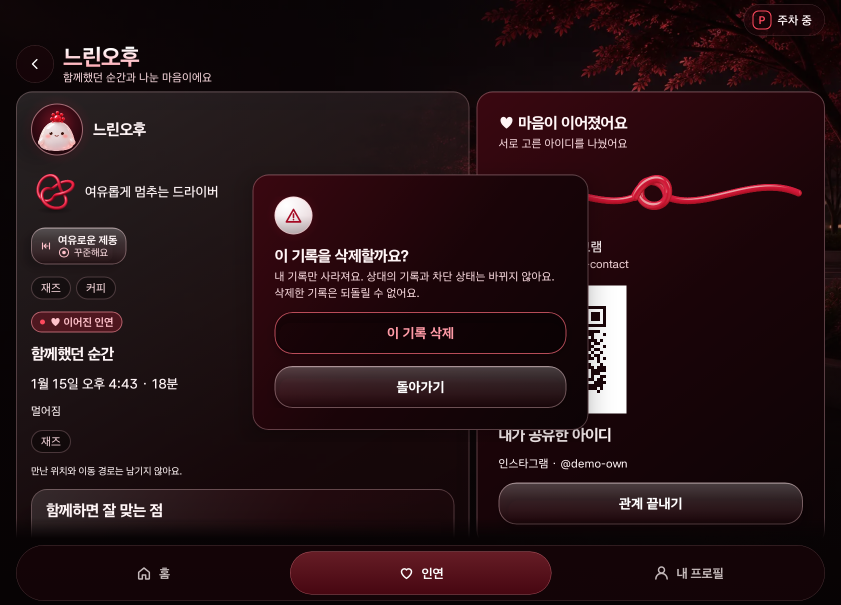 P 주차 중
느린오후
함께했던 순간과 나눈 마음이에요
느린오후
여유롭게 멈추는 드라이버
여유로운 제동
꾸준해요
재즈
커피
이어진 인연
함께했던 순간
1월 15일 오후 4:43 · 18분
멀어짐
재즈
만난 위치와 이동 경로는 남기지 않아요.
함께하면 잘 맞는 점
마음이 이어졌어요
서로 고른 아이디를 나눴어요
램
contact
내가 공유한 아이디
인스타그램 · @demo-own
관계 끝내기
이 기록을 삭제할까요?
내 기록만 사라져요. 상대의 기록과 차단 상태는 바뀌지 않아요.
삭제한 기록은 되돌릴 수 없어요.
이 기록 삭제
돌아가기
홈
인연
내 프로필